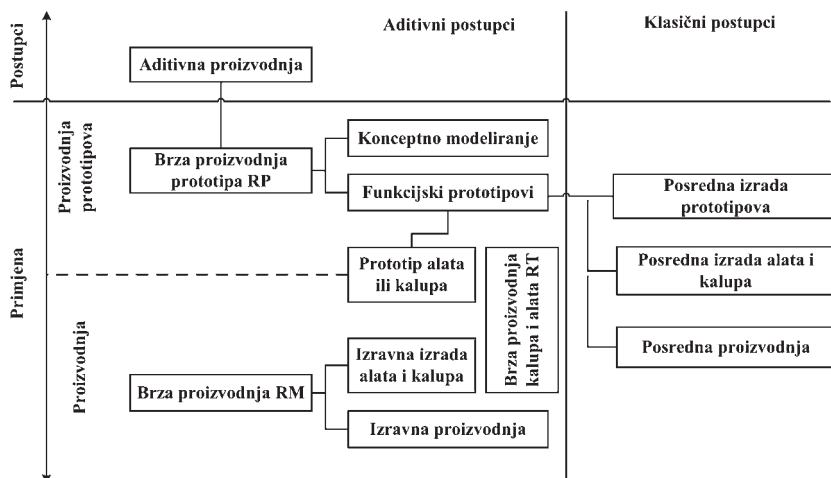 Aditivni postupci
Klasični postupci
Postupci
Aditivna proizvodnja
Primjena
Proizvodnja
prototipova
Brza proizvodnja
prototipa RP
Konceptno modeliranje
Funkcijski prototipovi
Posredna izrada
prototipova
Prototip alata
ili kalupa
Brza proizvodnja
kalupa i alata RT
Posredna izrada alata i
kalupa
Proizvodnja
Brza proizvodnja RM
Izravna izrada
alata i kalupa
Izravna proizvodnja
Posredna proizvodnja